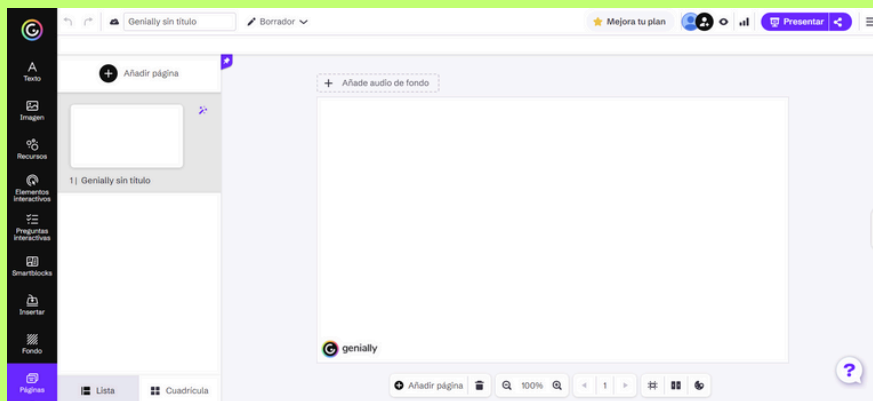 Genially sin título
Borrador
Mejora tu plan
Presentar
Texto
Imagen
Recursos
Elementos
Interactivos
Preguntas
Interactivas
Smartblocks
Insertar
Fondo
Páginas
Añadir página
1| Genially sin título
Lista
Cuadrícula
Añade audio de fondo
genially
Añadir página
100%
1
?